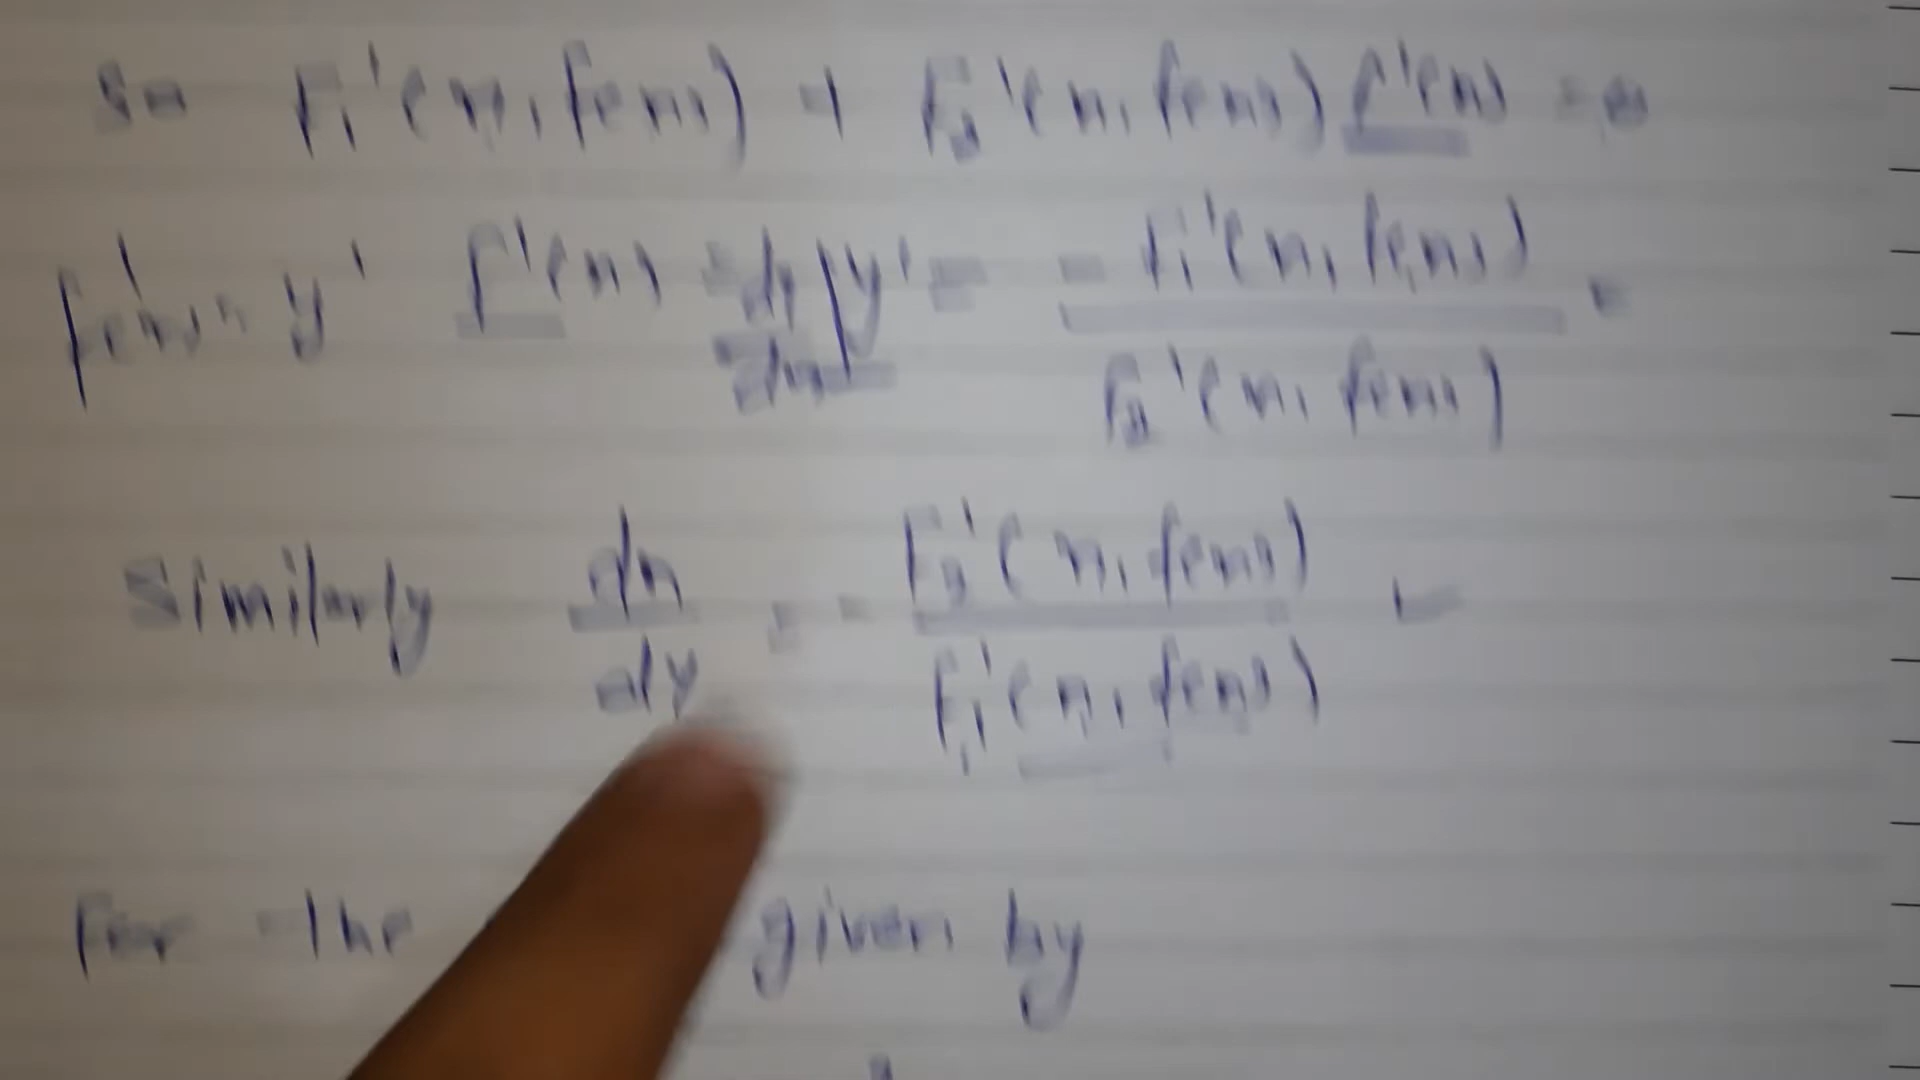 So F₁'(x, f(x)) + F₂'(x, f(x)) f'(x) = 0
f'(x) = y' f'(x) = dy/dx y' = - F₁'(x, f(x)) / F₂'(x, f(x))
Similarly dx/dy = - F₂'(x, f(x)) / F₁'(x, f(x))
For the given by